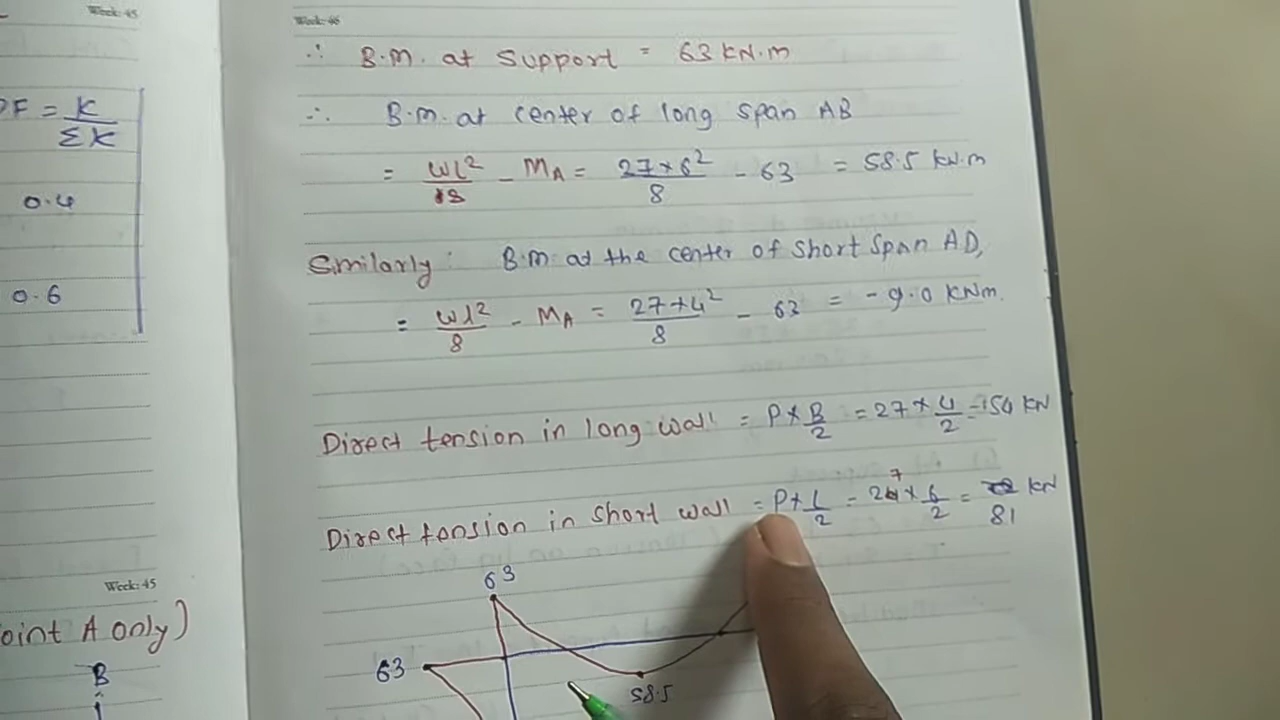 Week: 45
DF = K / ΣK
0.4
0.6
Week: 45
oint A only)
B
Week: 46
∴ B.M. at Support = 63 KN.m
∴ B.M. at center of long span AB
= wl² / 8 - M_A = 27 × 6² / 8 - 63 = 58.5 KN.m
Similarly: B.M. at the center of short span AD,
= wl² / 8 - M_A = 27 × 4² / 8 - 63 = -9.0 KNm.
Direct tension in long wall = P × B/2 = 27 × 4/2 = 54 KN
Direct tension in short wall = P × L/2 = 27 × 6/2 = 81 KN
63
63
58.5